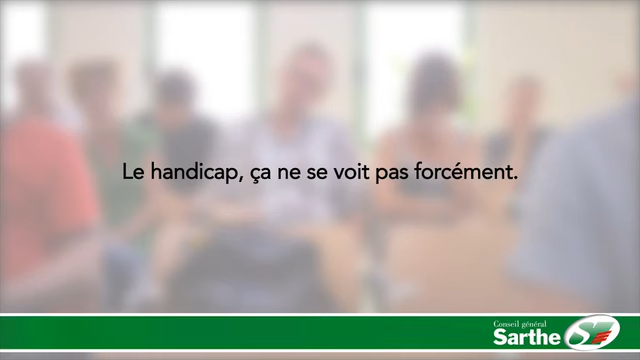 Le handicap, ça ne se voit pas forcément.
Conseil général
Sarthe